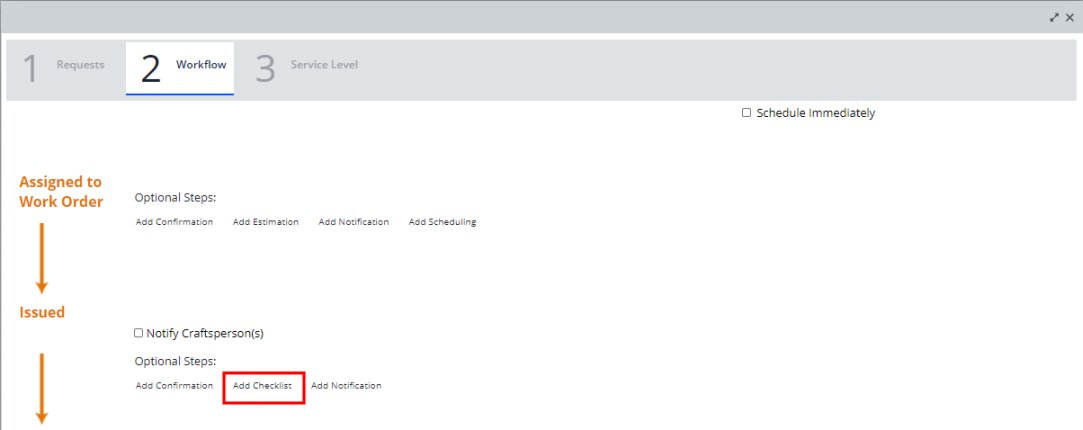 1 Requests 2 Workflow 3 Service Level
Schedule Immediately
Assigned to
Work Order
Optional Steps:
Add Confirmation Add Estimation Add Notification Add Scheduling
Issued
Notify Craftsperson(s)
Optional Steps:
Add Confirmation Add Checklist Add Notification